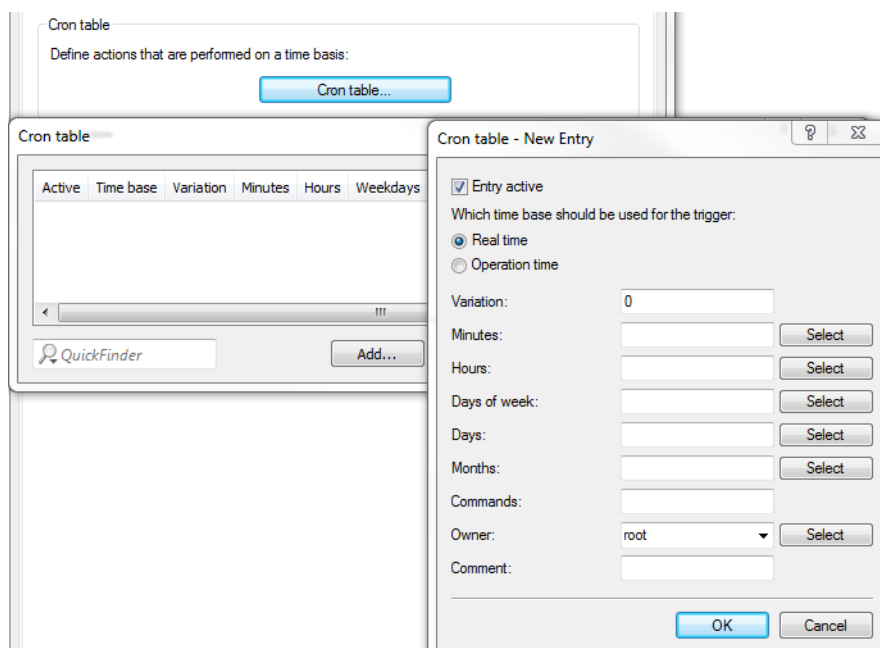 Cron table
Define actions that are performed on a time basis:
Cron table...
Cron table
Active Time base Variation Minutes Hours Weekdays
QuickFinder
Add...
Cron table - New Entry
Entry active
Which time base should be used for the trigger:
Real time
Operation time
Variation: 0
Minutes: Select
Hours: Select
Days of week: Select
Days: Select
Months: Select
Commands:
Owner: root Select
Comment:
OK Cancel